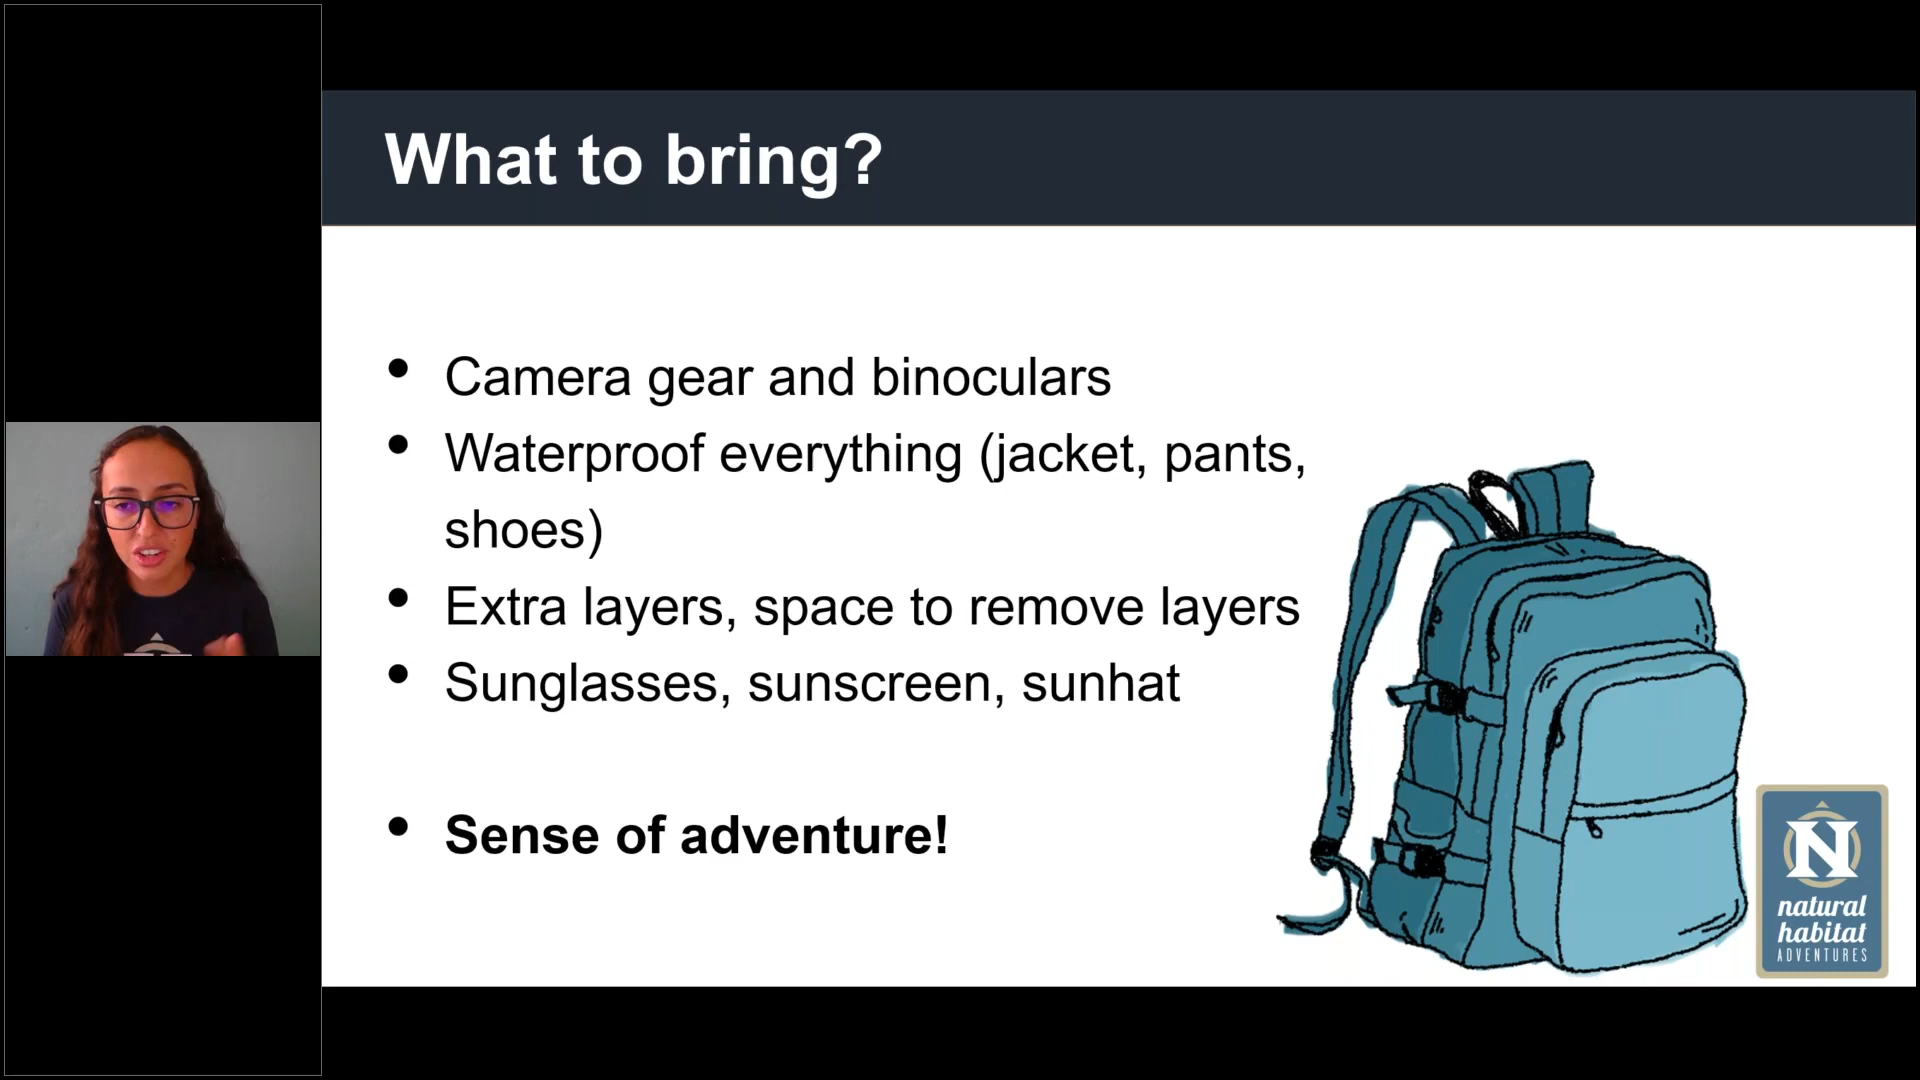 What to bring?
• Camera gear and binoculars
• Waterproof everything (jacket, pants,
shoes)
• Extra layers, space to remove layers
• Sunglasses, sunscreen, sunhat
• Sense of adventure!
N
natural
habitat
ADVENTURES